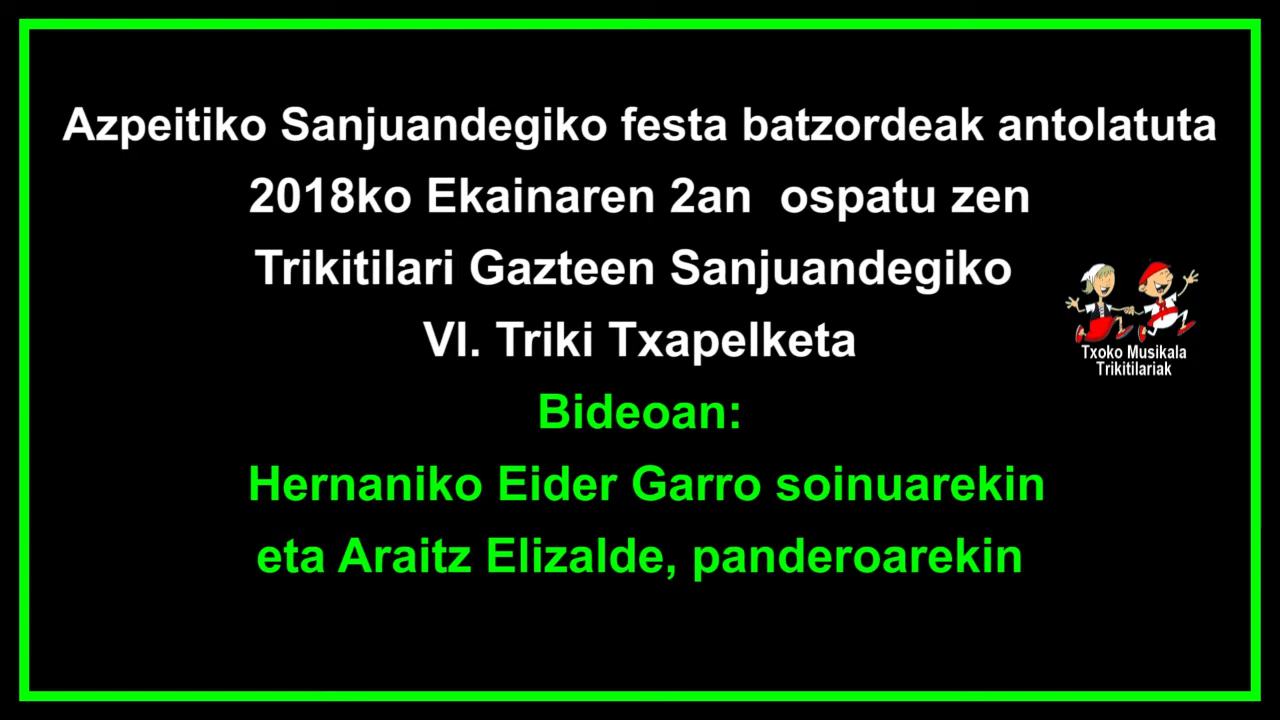 Azpeitiko Sanjuandegiko festa batzordeak antolatuta
2018ko Ekainaren 2an  ospatu zen
Trikitilari Gazteen Sanjuandegiko
VI. Triki Txapelketa
Txoko Musikala
Trikitilariak
Bideoan:
Hernaniko Eider Garro soinuarekin
eta Araitz Elizalde, panderoarekin